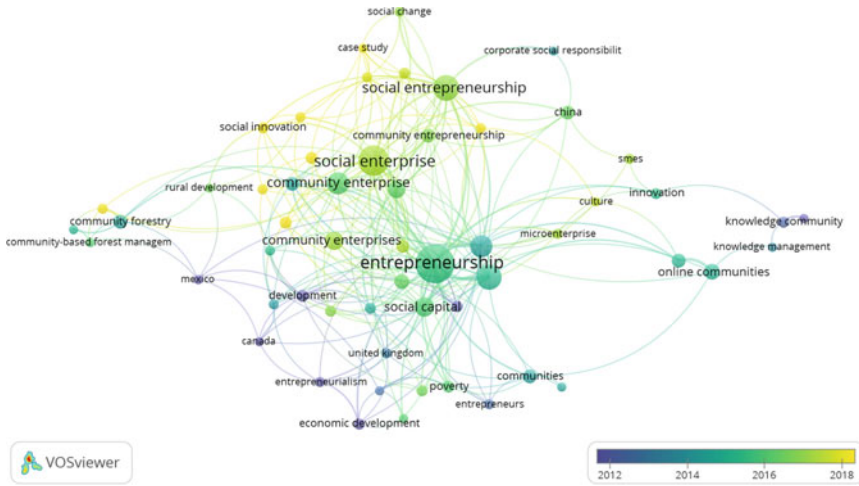 social change
case study
corporate social responsibilit
social entrepreneurship
china
social innovation
community entrepreneurship
social enterprise
smes
community enterprise
rural development
innovation
culture
community forestry
knowledge community
microenterprise
community-based forest managem
community enterprises
knowledge management
entrepreneurship
online communities
mexico
development
social capital
canada
united kingdom
communities
entrepreneurialism
poverty
entrepreneurs
economic development
VOSviewer
2012 2014 2016 2018